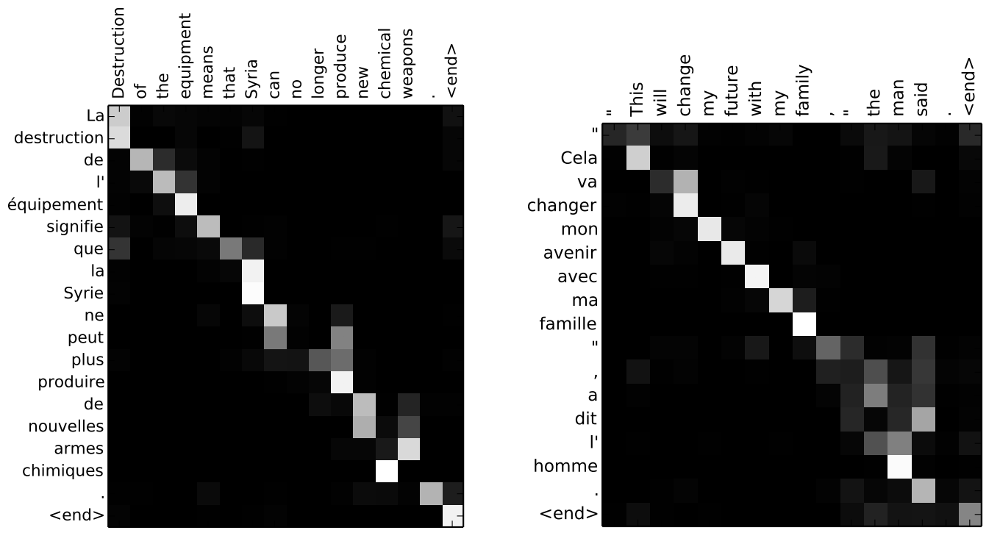 Destruction
of
the
equipment
means
that
Syria
can
no
longer
produce
new
chemical
weapons
.
<end>
La
destruction
de
l'
équipement
signifie
que
la
Syrie
ne
peut
plus
produire
de
nouvelles
armes
chimiques
.
<end>
"
This
will
change
my
future
with
my
family
,
"
the
man
said
.
<end>
"
Cela
va
changer
mon
avenir
avec
ma
famille
"
,
a
dit
l'
homme
.
<end>